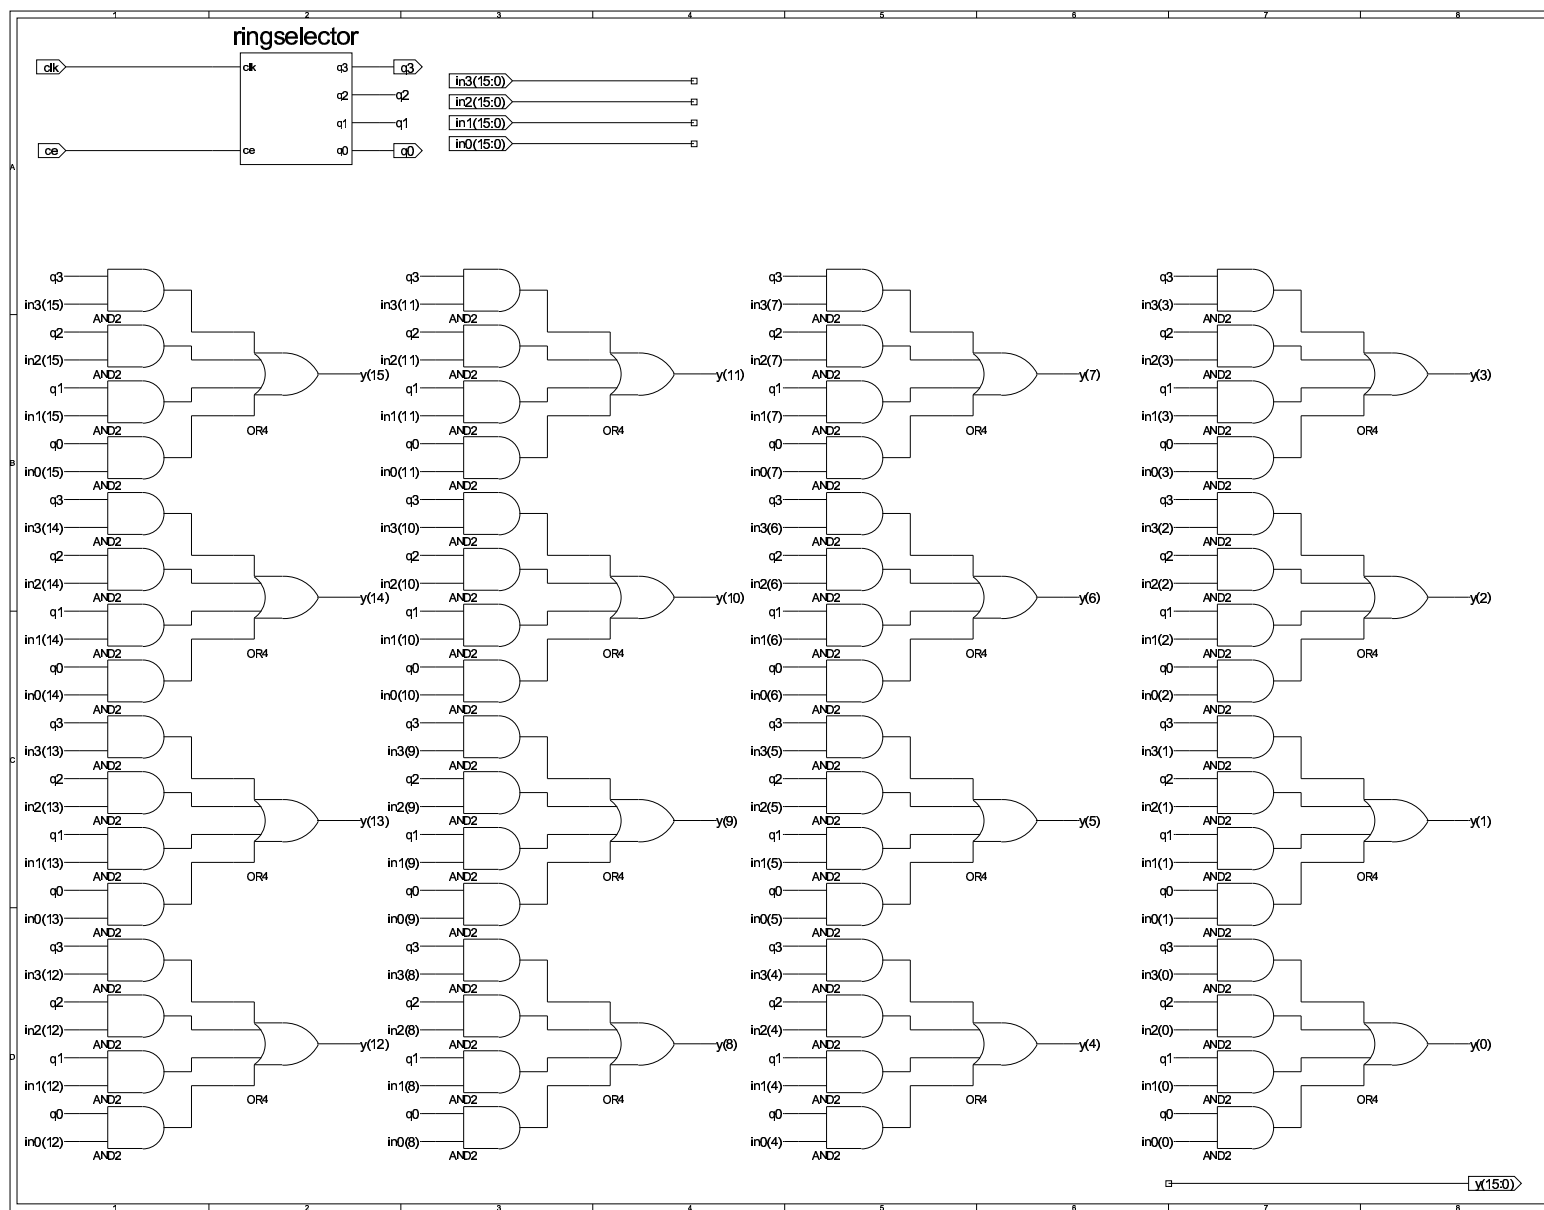 1 2 3 4 5 6 7 8
ringselector
clk clk q3 q3
q2 q2
q1 q1
ce ce q0 q0
in3(15:0)
in2(15:0)
in1(15:0)
in0(15:0)
A
B
C
D
q3 q3 q3 q3
in3(15) in3(11) in3(7) in3(3)
AND2 AND2 AND2 AND2
q2 q2 q2 q2
in2(15) in2(11) in2(7) in2(3)
y(15) y(11) y(7) y(3)
AND2 AND2 AND2 AND2
q1 q1 q1 q1
in1(15) in1(11) in1(7) in1(3)
AND2 OR4 AND2 OR4 AND2 OR4 AND2 OR4
q0 q0 q0 q0
in0(15) in0(11) in0(7) in0(3)
AND2 AND2 AND2 AND2
q3 q3 q3 q3
in3(14) in3(10) in3(6) in3(2)
AND2 AND2 AND2 AND2
q2 q2 q2 q2
in2(14) in2(10) in2(6) in2(2)
y(14) y(10) y(6) y(2)
AND2 AND2 AND2 AND2
q1 q1 q1 q1
in1(14) in1(10) in1(6) in1(2)
AND2 OR4 AND2 OR4 AND2 OR4 AND2 OR4
q0 q0 q0 q0
in0(14) in0(10) in0(6) in0(2)
AND2 AND2 AND2 AND2
q3 q3 q3 q3
in3(13) in3(9) in3(5) in3(1)
AND2 AND2 AND2 AND2
q2 q2 q2 q2
in2(13) in2(9) in2(5) in2(1)
y(13) y(9) y(5) y(1)
AND2 AND2 AND2 AND2
q1 q1 q1 q1
in1(13) in1(9) in1(5) in1(1)
AND2 OR4 AND2 OR4 AND2 OR4 AND2 OR4
q0 q0 q0 q0
in0(13) in0(9) in0(5) in0(1)
AND2 AND2 AND2 AND2
q3 q3 q3 q3
in3(12) in3(8) in3(4) in3(0)
AND2 AND2 AND2 AND2
q2 q2 q2 q2
in2(12) in2(8) in2(4) in2(0)
y(12) y(8) y(4) y(0)
AND2 AND2 AND2 AND2
q1 q1 q1 q1
in1(12) in1(8) in1(4) in1(0)
AND2 OR4 AND2 OR4 AND2 OR4 AND2 OR4
q0 q0 q0 q0
in0(12) in0(8) in0(4) in0(0)
AND2 AND2 AND2 AND2
y(15:0)
1 2 3 4 5 6 7 8